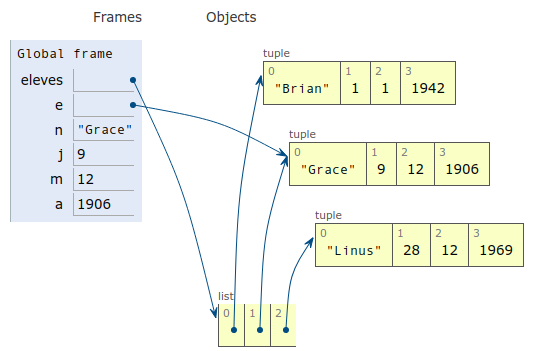 Frames Objects
Global frame
eleves
e
n "Grace"
j 9
m 12
a 1906
tuple
0 1 2 3
"Brian" 1 1 1942
tuple
0 1 2 3
"Grace" 9 12 1906
tuple
0 1 2 3
"Linus" 28 12 1969
list
0 1 2